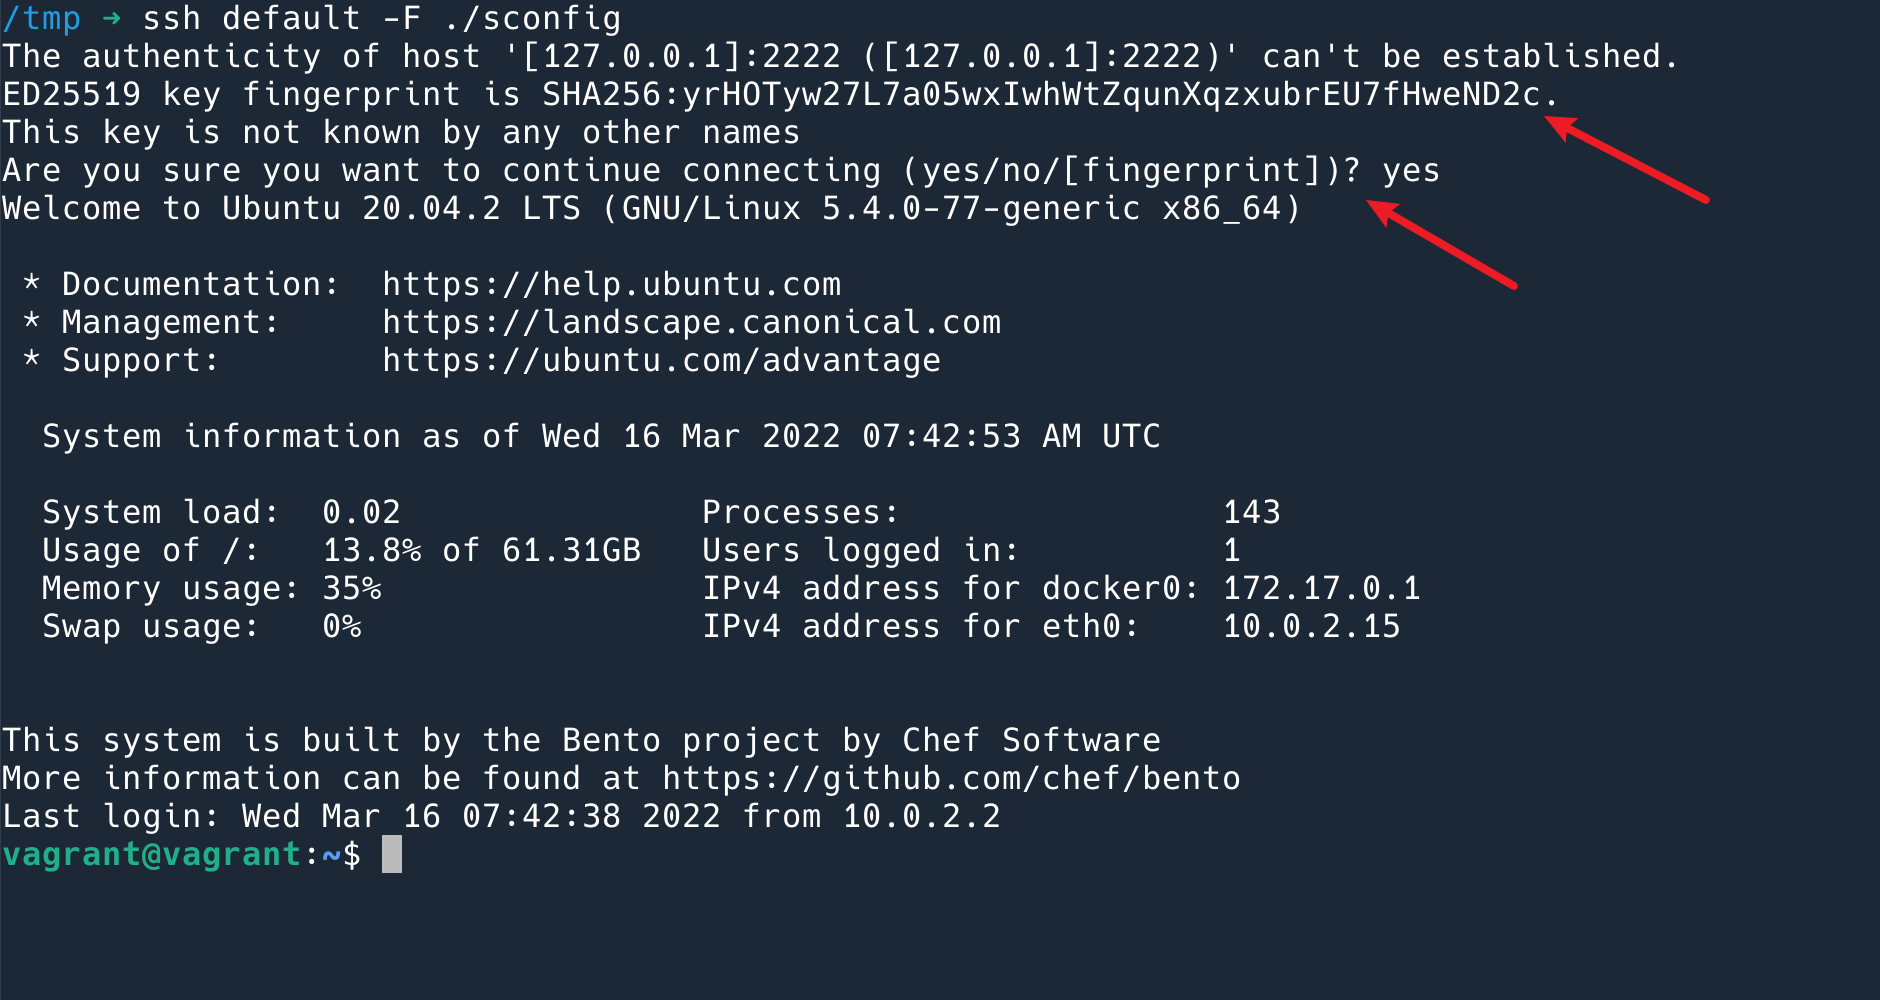 /tmp → ssh default -F ./sconfig
The authenticity of host '[127.0.0.1]:2222 ([127.0.0.1]:2222)' can't be established.
ED25519 key fingerprint is SHA256:yrHOTyw27L7a05wxIwhWtZqunXqzxubrEU7fHweND2c.
This key is not known by any other names
Are you sure you want to continue connecting (yes/no/[fingerprint])? yes
Welcome to Ubuntu 20.04.2 LTS (GNU/Linux 5.4.0-77-generic x86_64)
* Documentation: https://help.ubuntu.com
* Management: https://landscape.canonical.com
* Support: https://ubuntu.com/advantage
System information as of Wed 16 Mar 2022 07:42:53 AM UTC
System load: 0.02 Processes: 143
Usage of /: 13.8% of 61.31GB Users logged in: 1
Memory usage: 35% IPv4 address for docker0: 172.17.0.1
Swap usage: 0% IPv4 address for eth0: 10.0.2.15
This system is built by the Bento project by Chef Software
More information can be found at https://github.com/chef/bento
Last login: Wed Mar 16 07:42:38 2022 from 10.0.2.2
vagrant@vagrant:~$